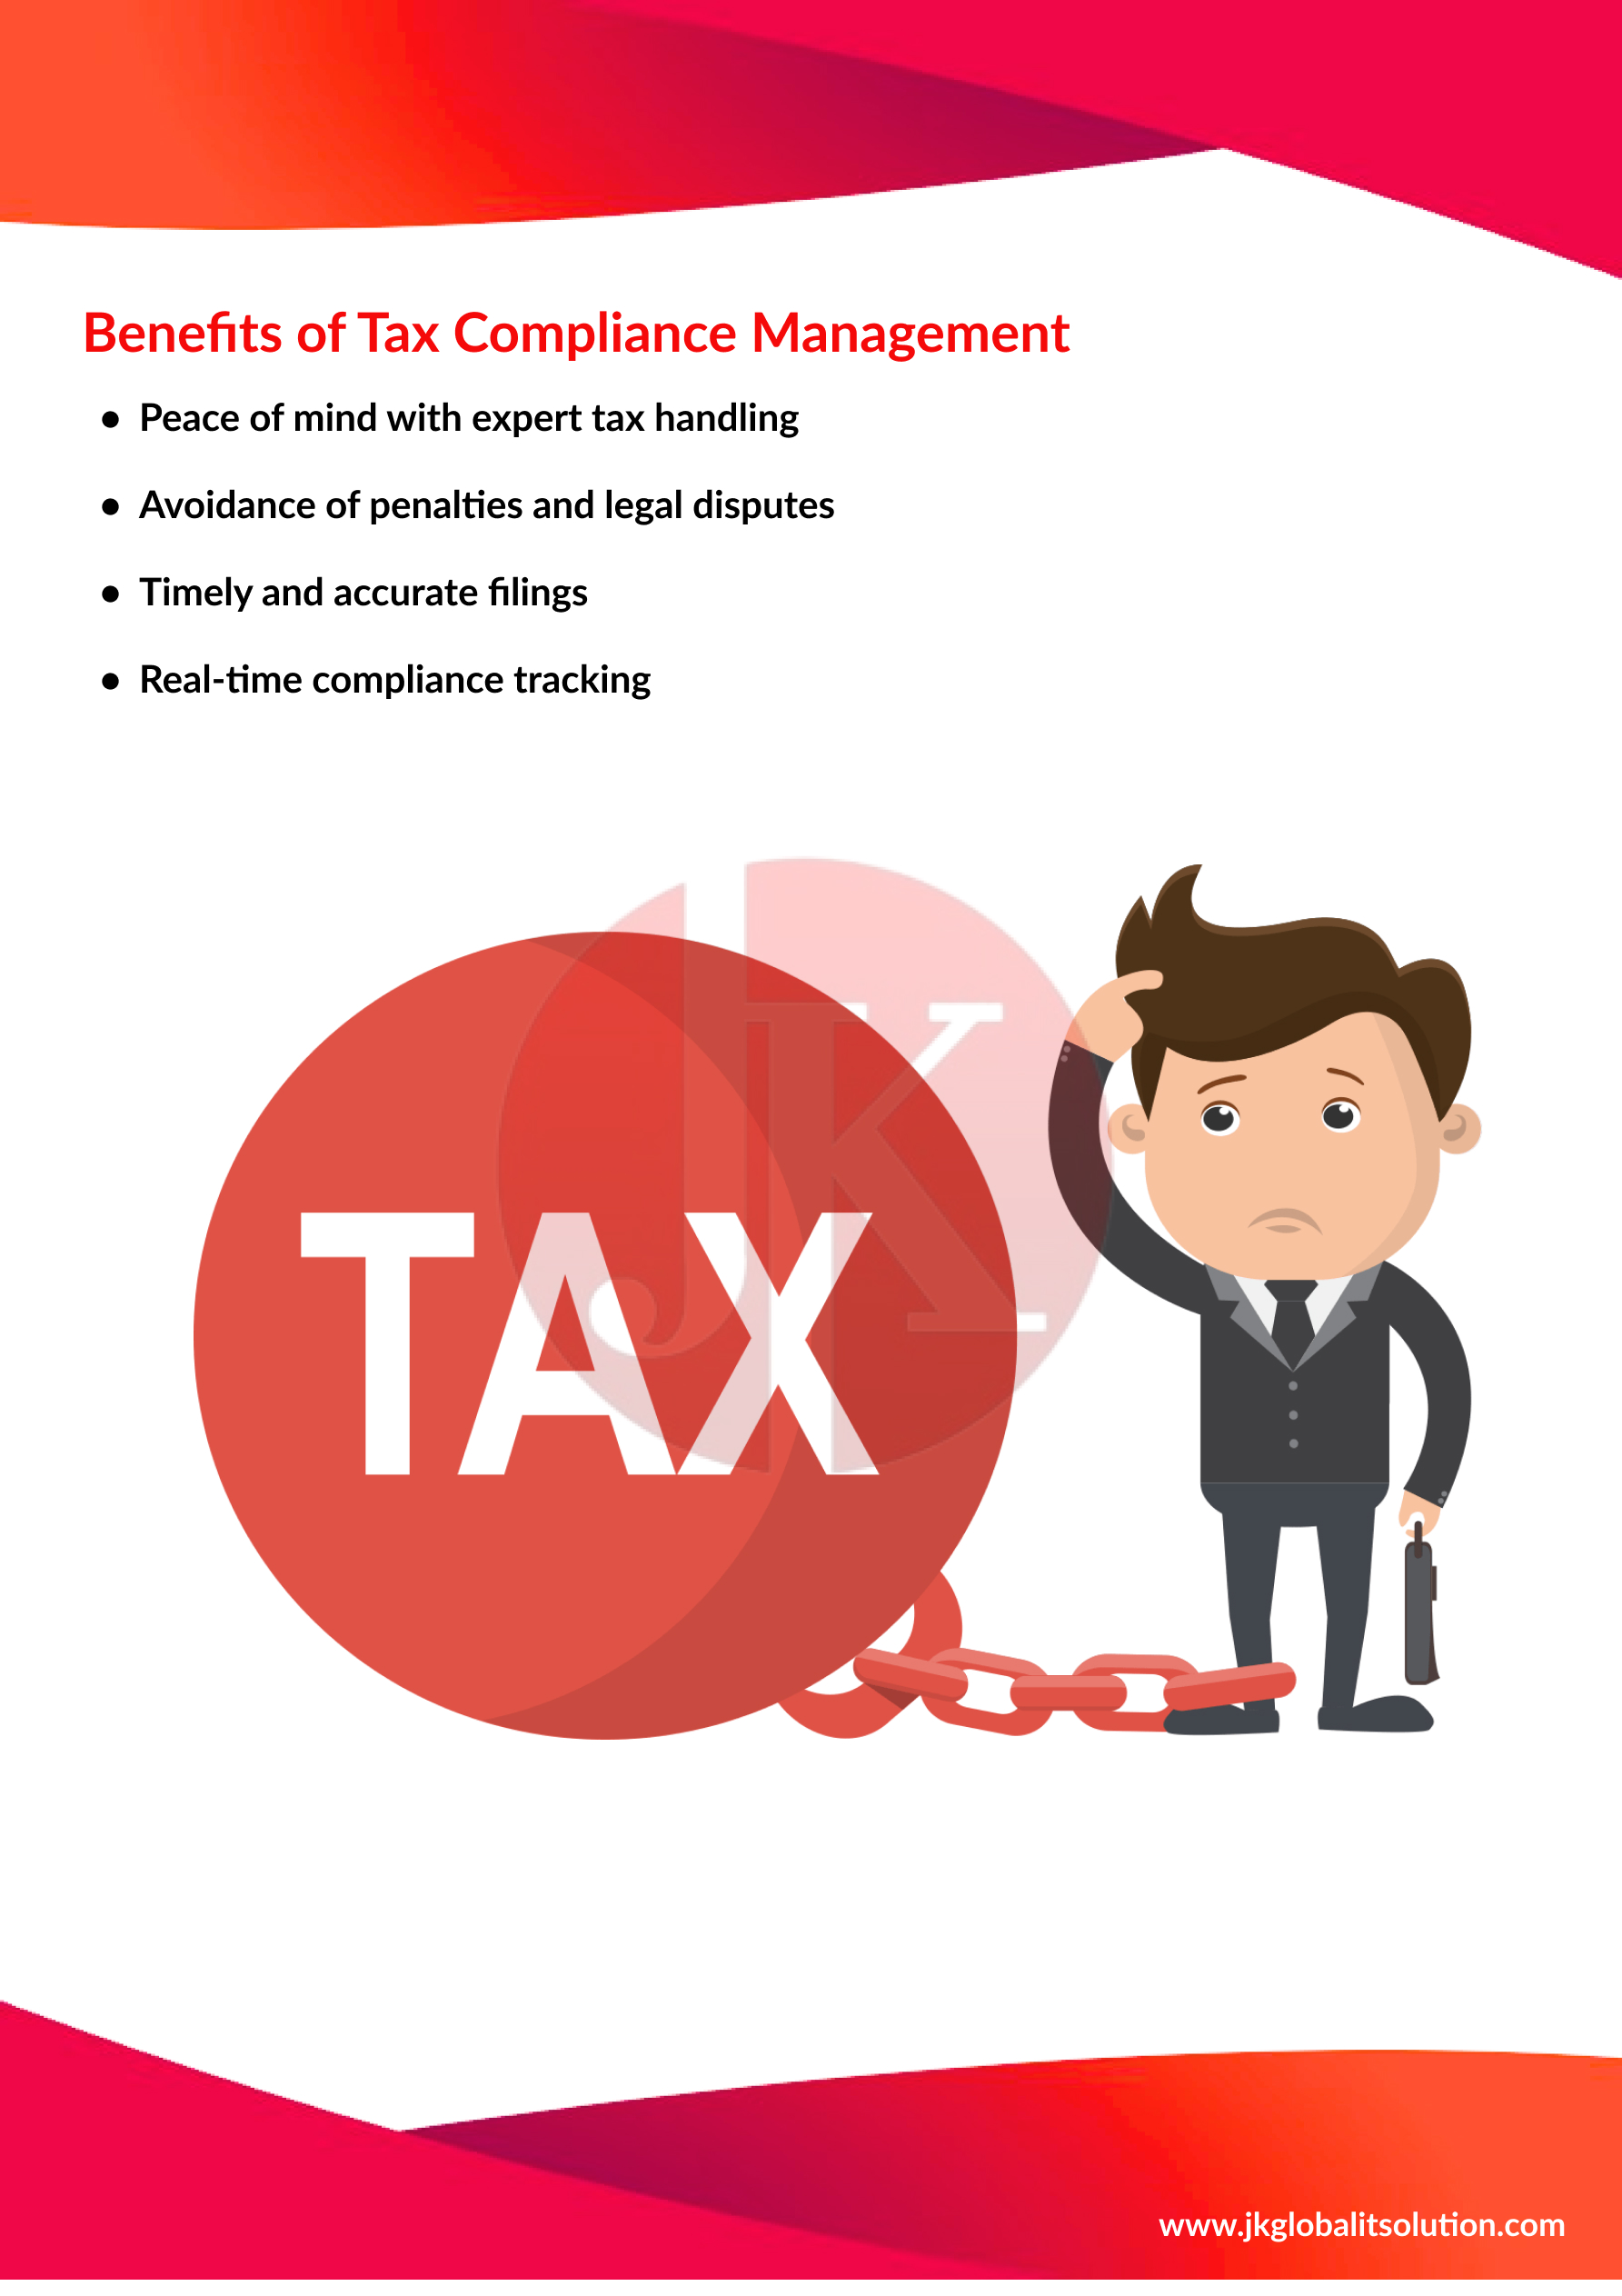 Benefits of Tax Compliance Management
● Peace of mind with expert tax handling
● Avoidance of penalties and legal disputes
● Timely and accurate filings
● Real-time compliance tracking
JK
TAX
www.jkglobalitsolution.com